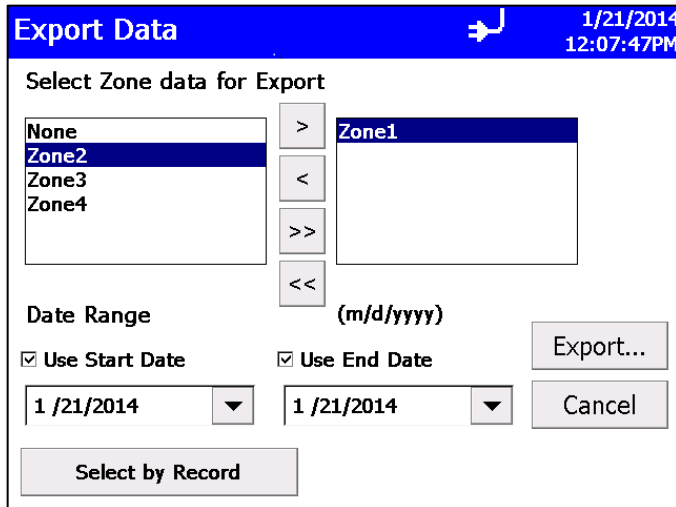 Export Data
1/21/2014
12:07:47PM
Select Zone data for Export
None
Zone2
Zone3
Zone4
>
<
>>
<<
Zone1
Date Range
(m/d/yyyy)
Use Start Date
Use End Date
Export...
1 /21/2014
1 /21/2014
Cancel
Select by Record